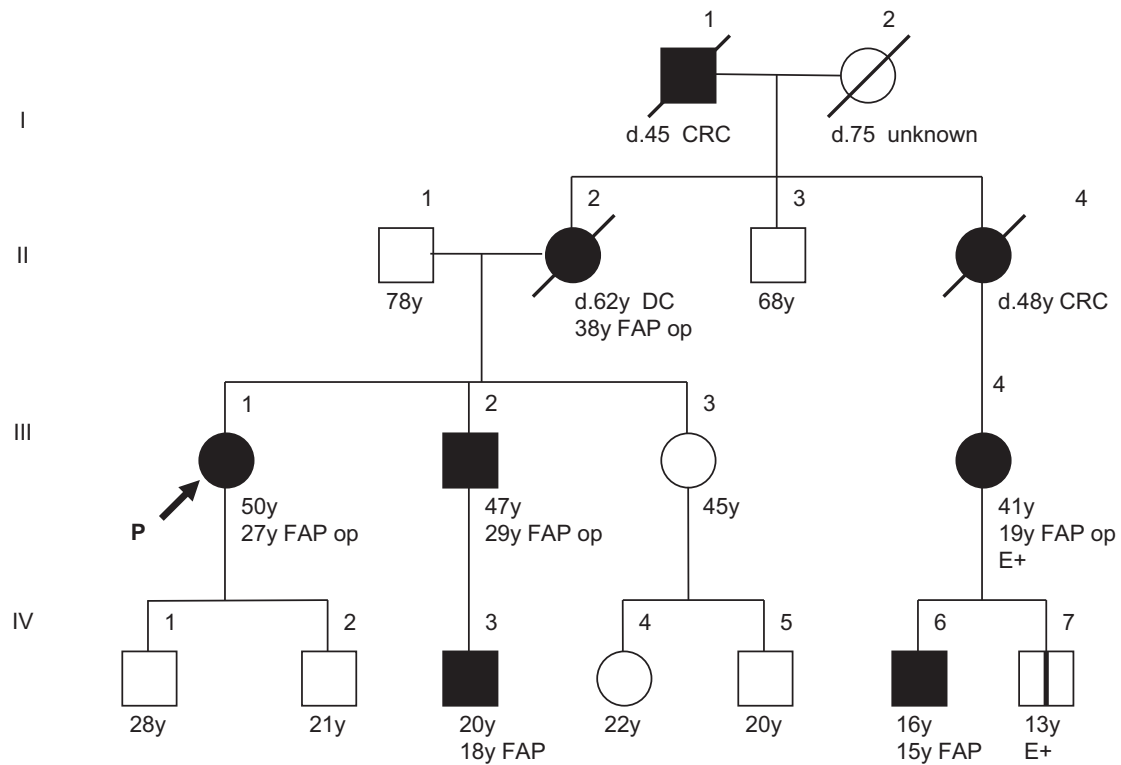 1 2
I
d.45 CRC d.75 unknown
1 2 3 4
II
78y d.62y DC 68y d.48y CRC
38y FAP op
1 2 3 4
III
P 50y 47y 45y 41y
27y FAP op 29y FAP op 19y FAP op
E+
IV 1 2 3 4 5 6 7
28y 21y 20y 22y 20y 16y 13y
18y FAP 15y FAP E+